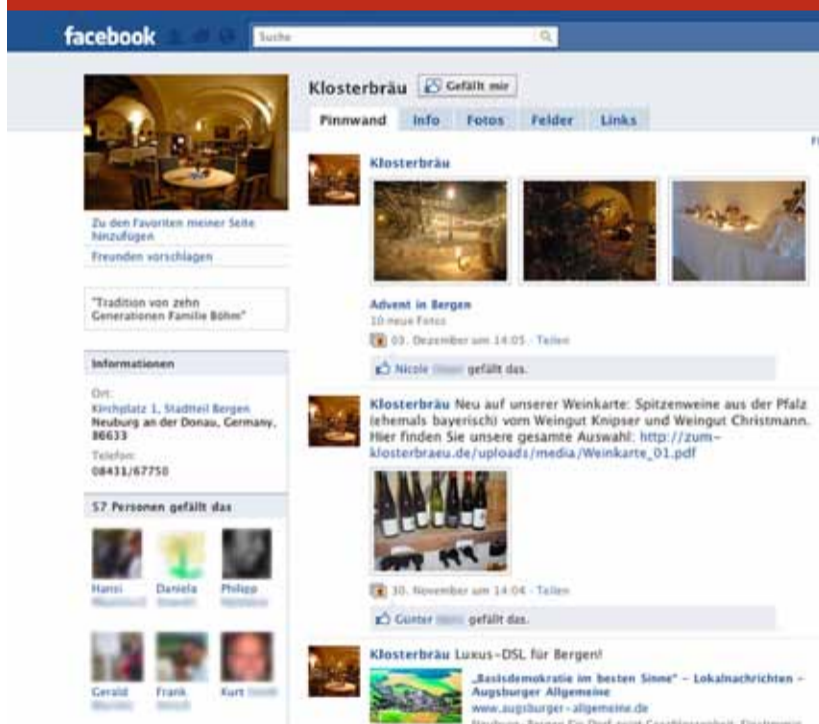 facebook
Suche
Klosterbräu Gefällt mir
Pinnwand Info Fotos Felder Links
Zu den Favoriten meiner Seite
hinzufügen
Freunden vorschlagen
"Tradition von zehn
Generationen Familie Böhm"
Informationen
Ort:
Kirchplatz 1, Stadtteil Bergen
Neuburg an der Donau, Germany,
86633
Telefon:
08431/67750
57 Personen gefällt das
Hansi Daniela Philipp
Gerald Frank Kurt
Klosterbräu
Advent in Bergen
10 neue Fotos
03. Dezember um 14:05 · Teilen
Nicole gefällt das.
Klosterbräu Neu auf unserer Weinkarte: Spitzenweine aus der Pfalz
(ehemals bayerisch) vom Weingut Knipser und Weingut Christmann.
Hier finden Sie unsere gesamte Auswahl: http://zum-
klosterbraeu.de/uploads/media/Weinkarte_01.pdf
30. November um 14:04 · Teilen
Günter gefällt das.
Klosterbräu Luxus-DSL für Bergen!
„Basisdemokratie im besten Sinne" - Lokalnachrichten -
Augsburger Allgemeine
www.augsburger-allgemeine.de